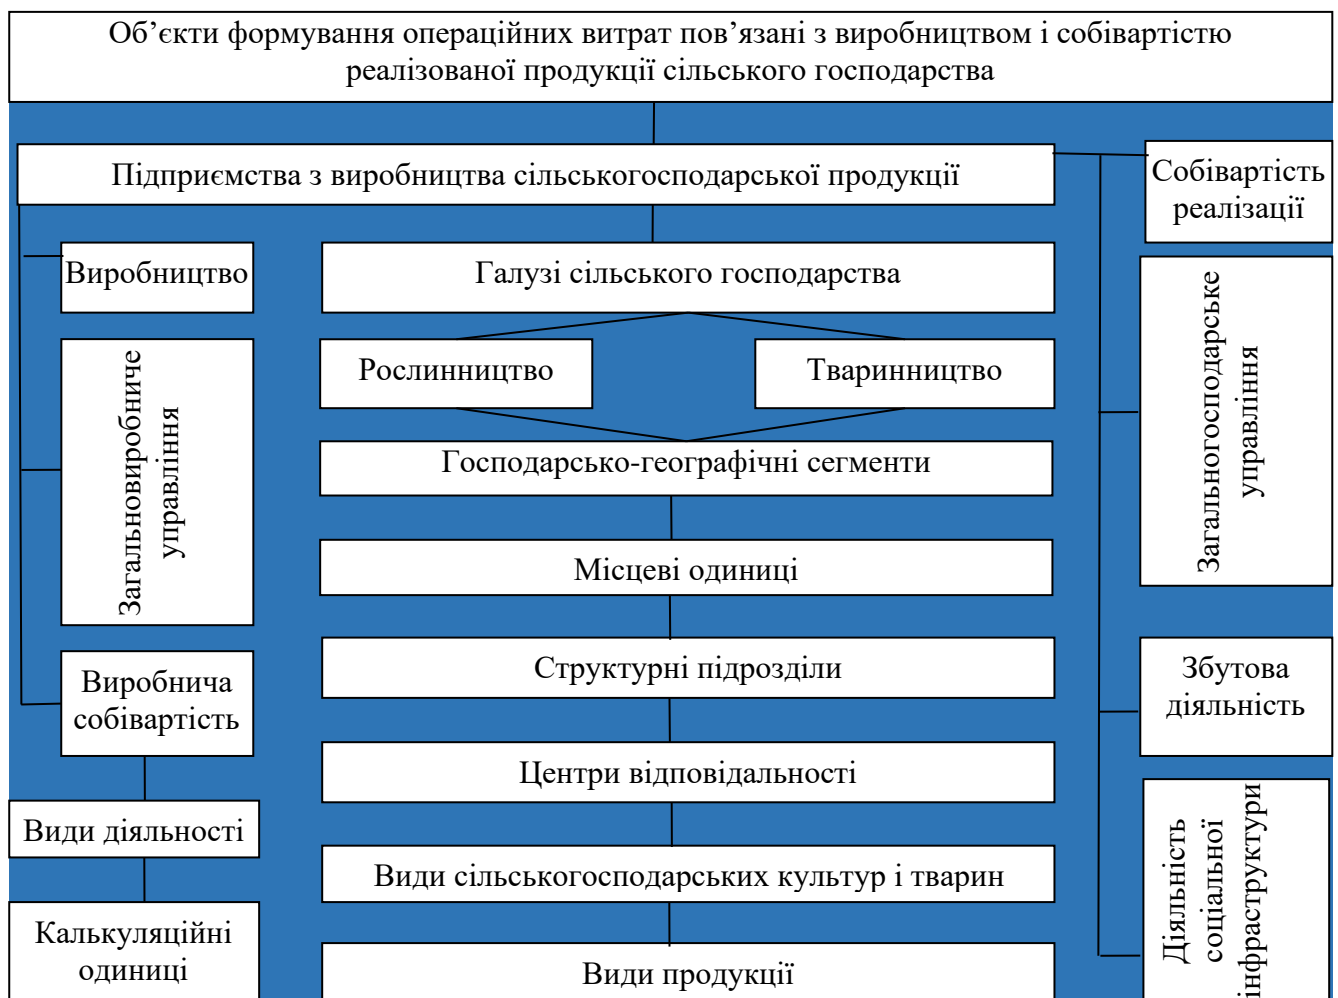 Об’єкти формування операційних витрат пов’язані з виробництвом і собівартістю
реалізованої продукції сільського господарства
Підприємства з виробництва сільськогосподарської продукції
Собівартість
реалізації
Виробництво
Галузі сільського господарства
Загальновиробниче
управління
Рослинництво
Тваринництво
Загальногосподарське
управління
Господарсько-географічні сегменти
Місцеві одиниці
Структурні підрозділи
Виробнича
собівартість
Збутова
діяльність
Центри відповідальності
Види діяльності
Види сільськогосподарських культур і тварин
Діяльність
соціальної
інфраструктури
Калькуляційні
одиниці
Види продукції